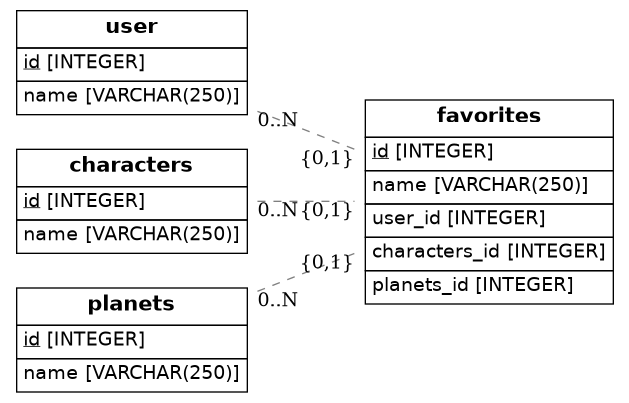 user
id [INTEGER]
name [VARCHAR(250)]
characters
id [INTEGER]
name [VARCHAR(250)]
planets
id [INTEGER]
name [VARCHAR(250)]
0..N
{0,1}
0..N
{0,1}
{0,1}
0..N
favorites
id [INTEGER]
name [VARCHAR(250)]
user_id [INTEGER]
characters_id [INTEGER]
planets_id [INTEGER]